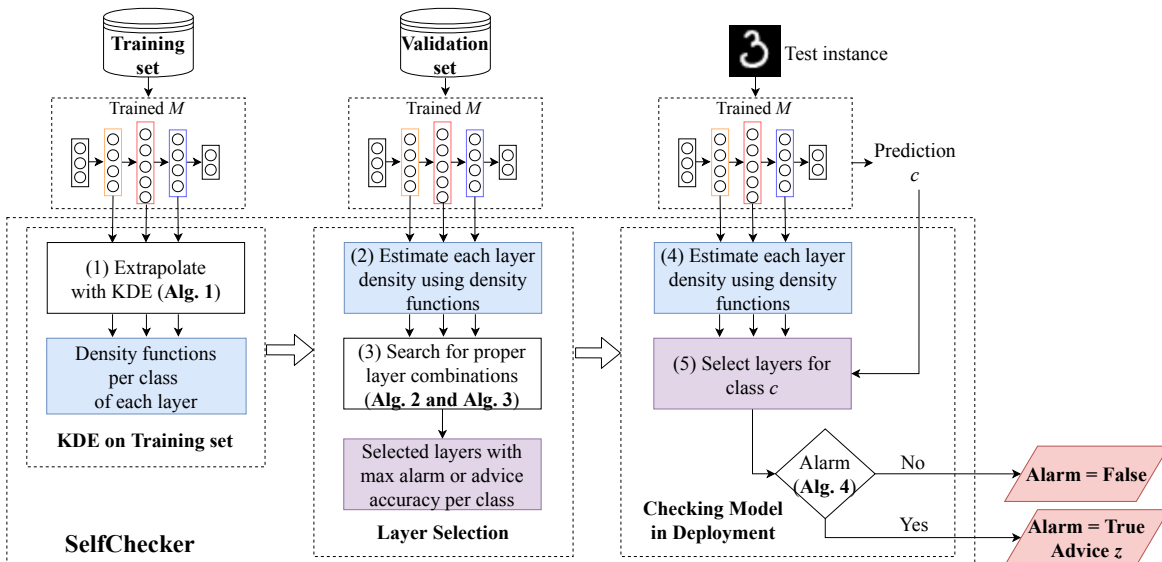 Training
set
Trained M
(1) Extrapolate
with KDE (Alg. 1)
Density functions
per class
of each layer
KDE on Training set
SelfChecker
Validation
set
Trained M
(2) Estimate each layer
density using density
functions
(3) Search for proper
layer combinations
(Alg. 2 and Alg. 3)
Selected layers with
max alarm or advice
accuracy per class
Layer Selection
3
Test instance
Trained M
Prediction
c
(4) Estimate each layer
density using density
functions
(5) Select layers for
class c
Alarm
(Alg. 4)
No
Yes
Checking Model
in Deployment
Alarm = False
Alarm = True
Advice z